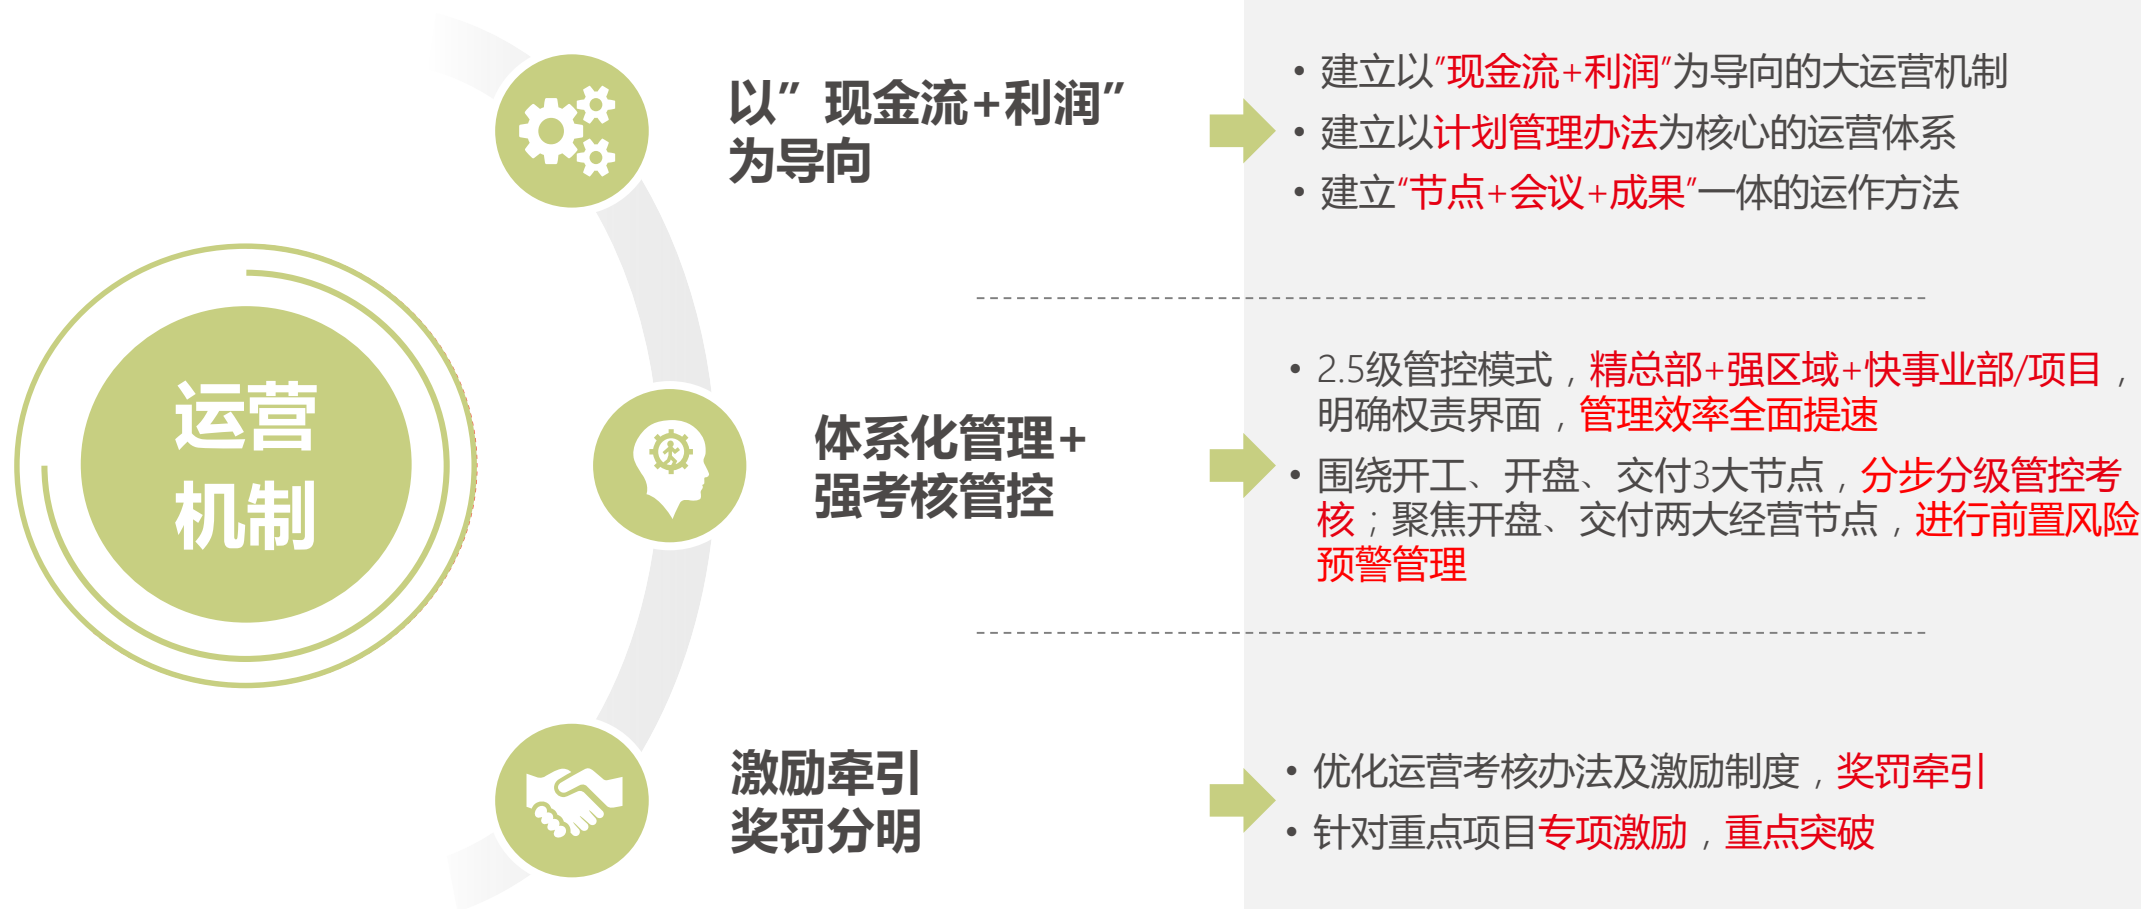 运营
机制
以”现金流+利润”
为导向
• 建立以”现金流+利润”为导向的大运营机制
• 建立以计划管理办法为核心的运营体系
• 建立“节点+会议+成果”一体的运作方法
体系化管理+
强考核管控
• 2.5级管控模式，精总部+强区域+快事业部/项目，
明确权责界面，管理效率全面提速
• 围绕开工、开盘、交付3大节点，分步分级管控考
核；聚焦开盘、交付两大经营节点，进行前置风险
预警管理
激励牵引
奖罚分明
• 优化运营考核办法及激励制度，奖罚牵引
• 针对重点项目专项激励，重点突破